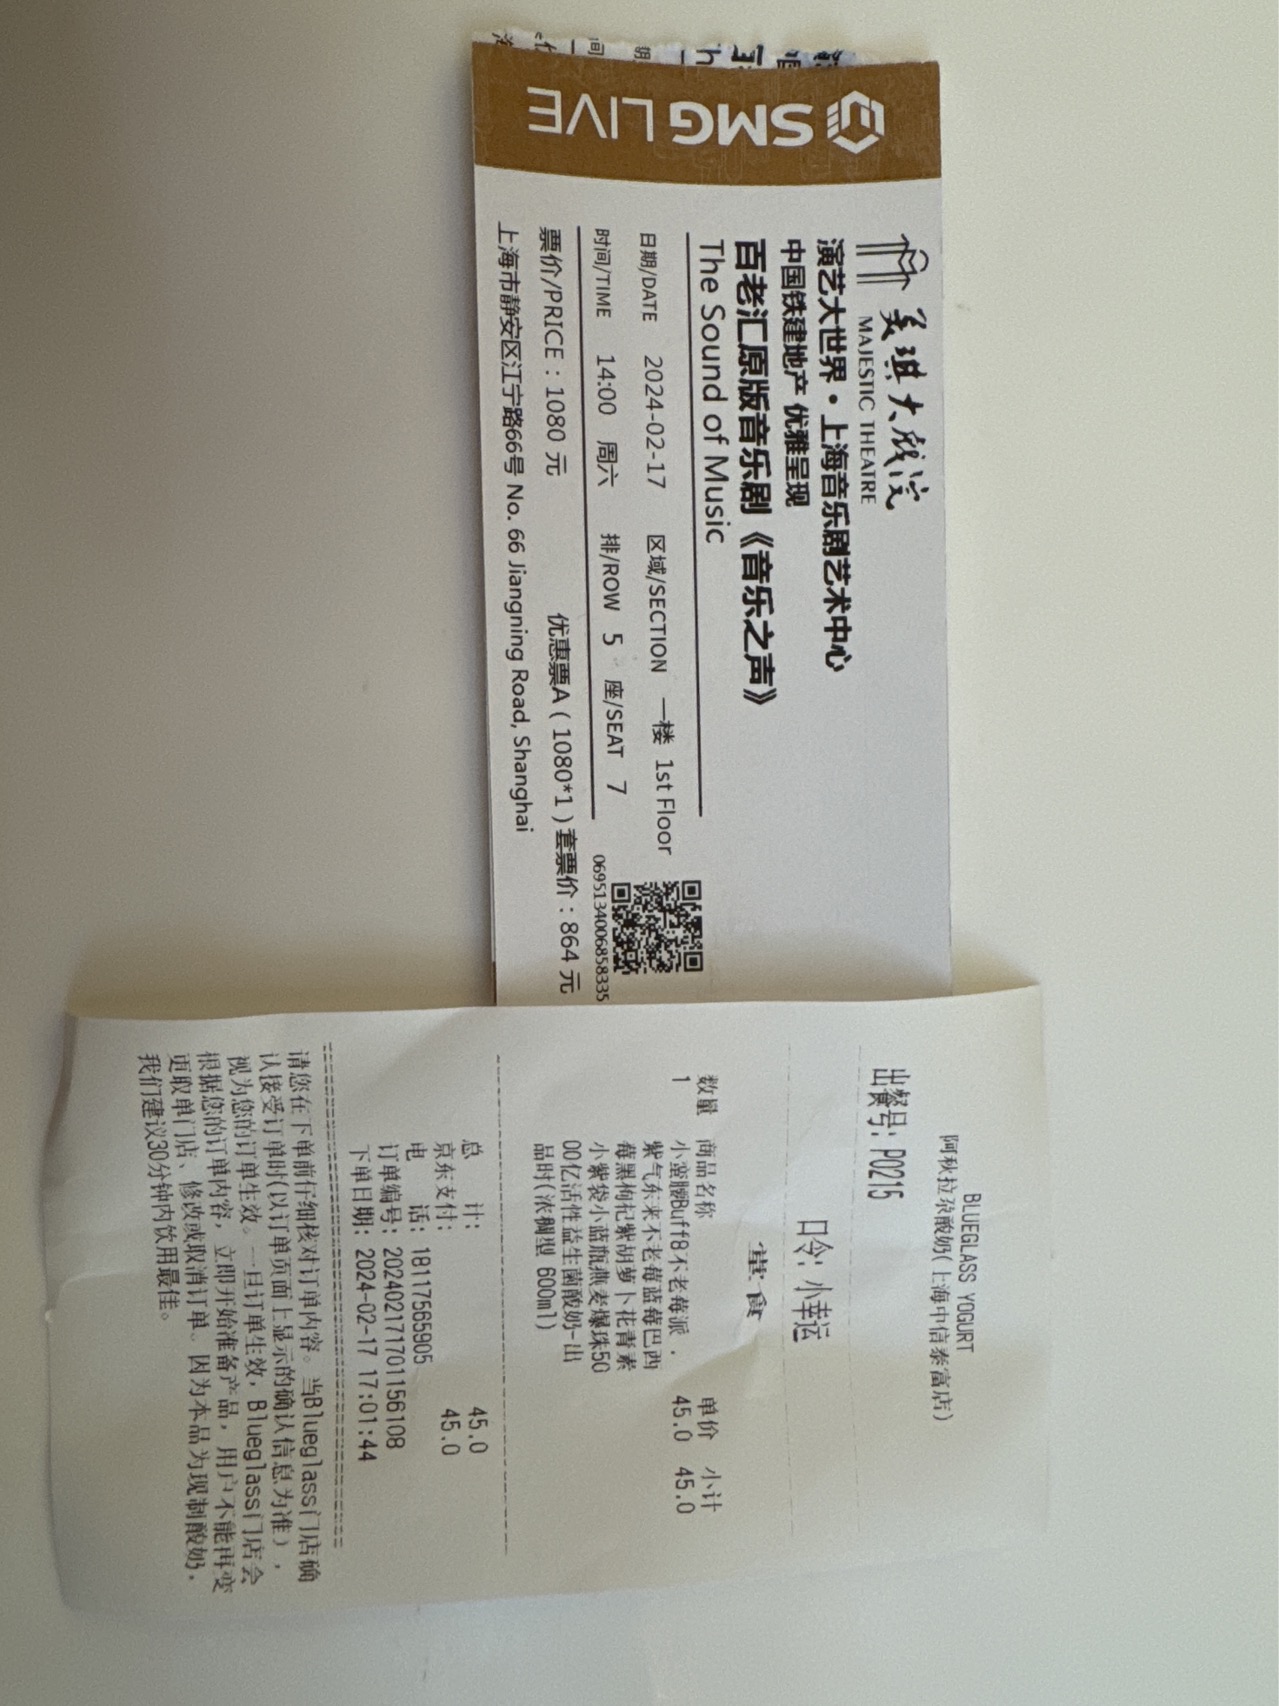 SMG LIVE
美琪大戏院
MAJESTIC THEATRE
演艺大世界·上海音乐剧艺术中心
中国铁建地产 优雅呈现
百老汇原版音乐剧《音乐之声》
The Sound of Music
日期/DATE 2024-02-17 区域/SECTION 一楼 1st Floor
时间/TIME 14:00 周六 排/ROW 5 座/SEAT 7
票价/PRICE：1080 元 优惠票A（1080*1）套票价：864 元
上海市静安区江宁路66号 No. 66 Jiangning Road, Shanghai
0695134006858335
BLUEGLASS YOGURT
阿秋拉尕酸奶(上海中信泰富店)
出餐号: P0215
口令: 小幸运
堂食
数量 商品名称 单价 小计
1 小蛮腰Buff8不老莓派. 45.0 45.0
紫气东来不老莓蓝莓巴西
莓黑枸杞紫胡萝卜花青素
小紫袋小蓝瓶燕麦爆珠50
00亿活性益生菌酸奶-出
品时(浓稠型 600ml)
总 计: 45.0
京东支付: 45.0
电 话: 18117565905
订单编号: 2024021717011​56108
下单日期: 2024-02-17 17:01:44
请您在下单前仔细核对订单内容。当Blueglass门店确
认接受订单时(以订单页面上显示的确认信息为准)，
视为您的订单生效。一旦订单生效，Blueglass门店会
根据您的订单内容，立即开始准备产品，用户不能再变
更取单门店、修改或取消订单。因为本品为现制酸奶，
我们建议30分钟内饮用最佳。